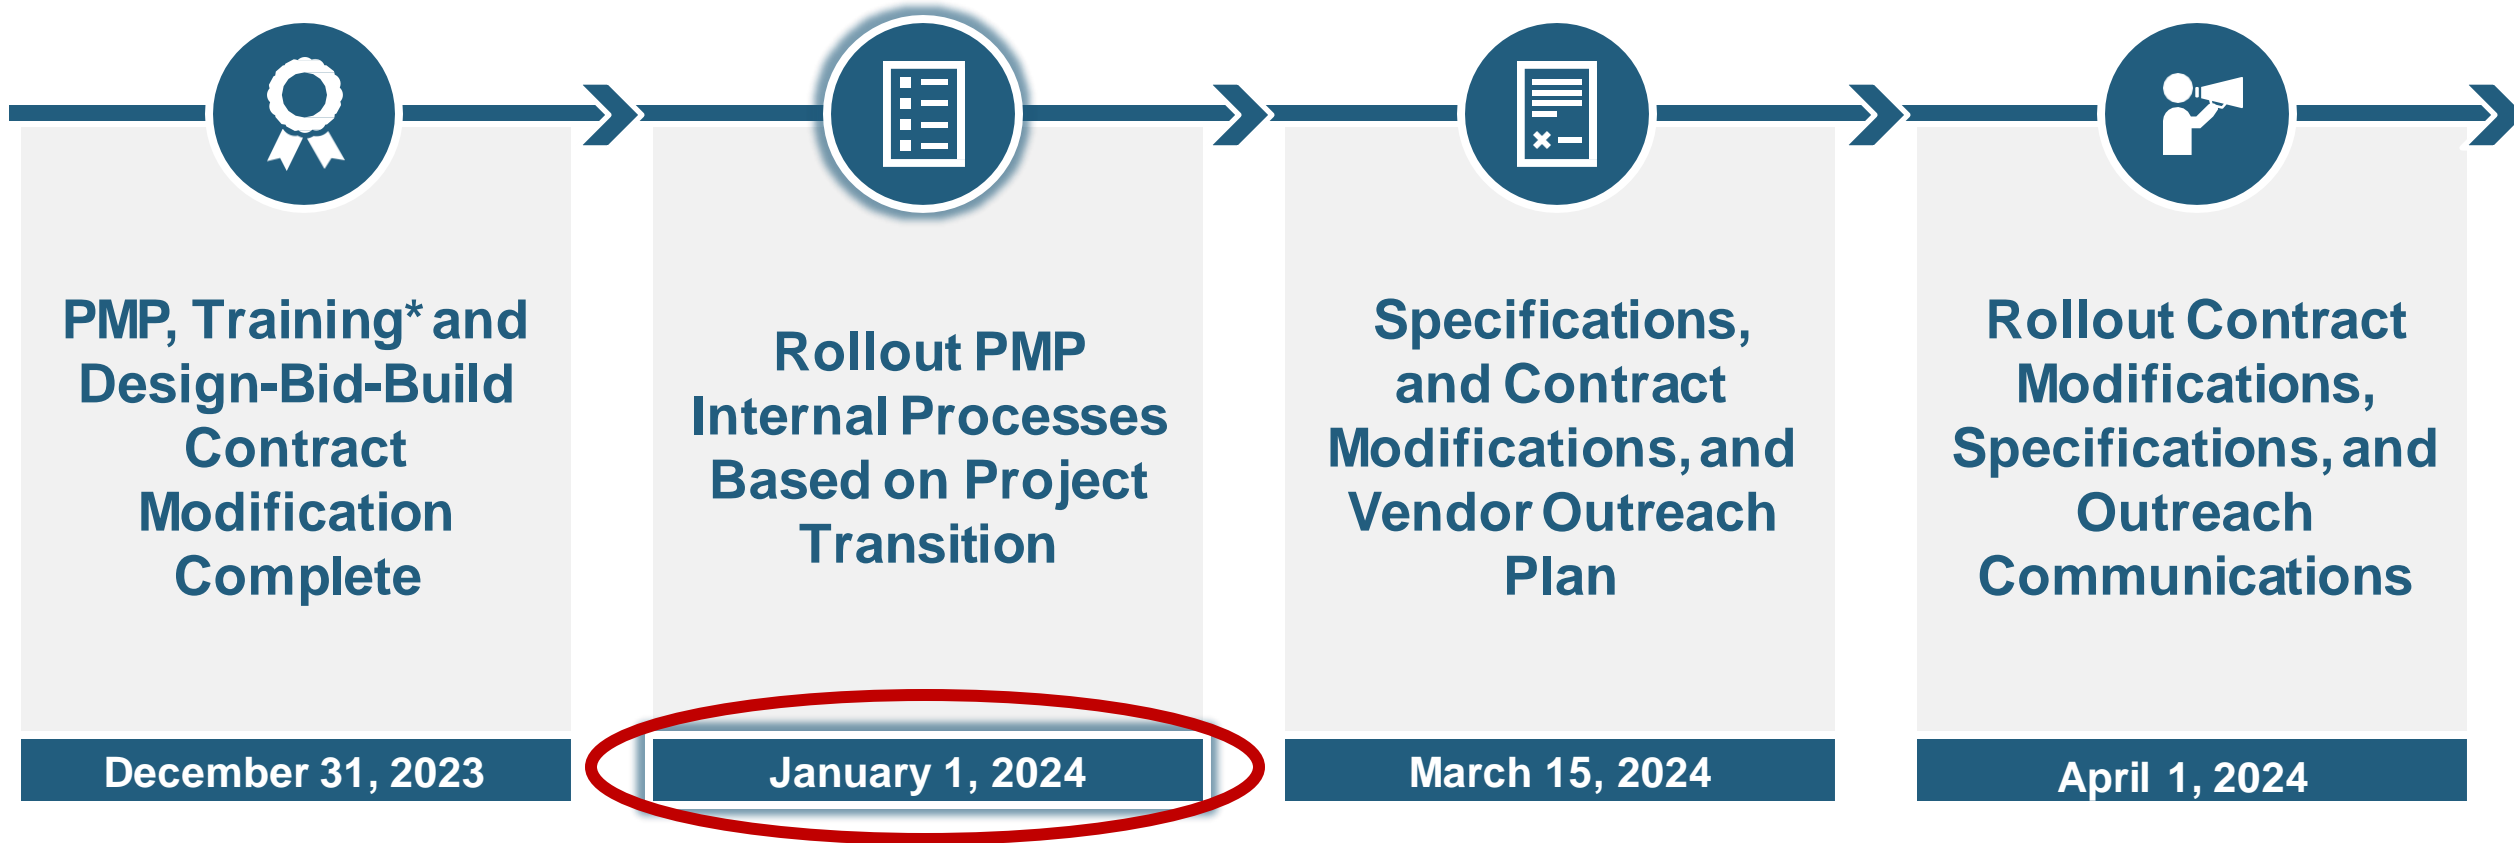 PMP, Training* and
Design-Bid-Build
Contract
Modification
Complete
December 31, 2023
Rollout PMP
Internal Processes
Based on Project
Transition
January 1, 2024
Specifications,
and Contract
Modifications, and
Vendor Outreach
Plan
March 15, 2024
Rollout Contract
Modifications,
Specifications, and
Outreach
Communications
April 1, 2024